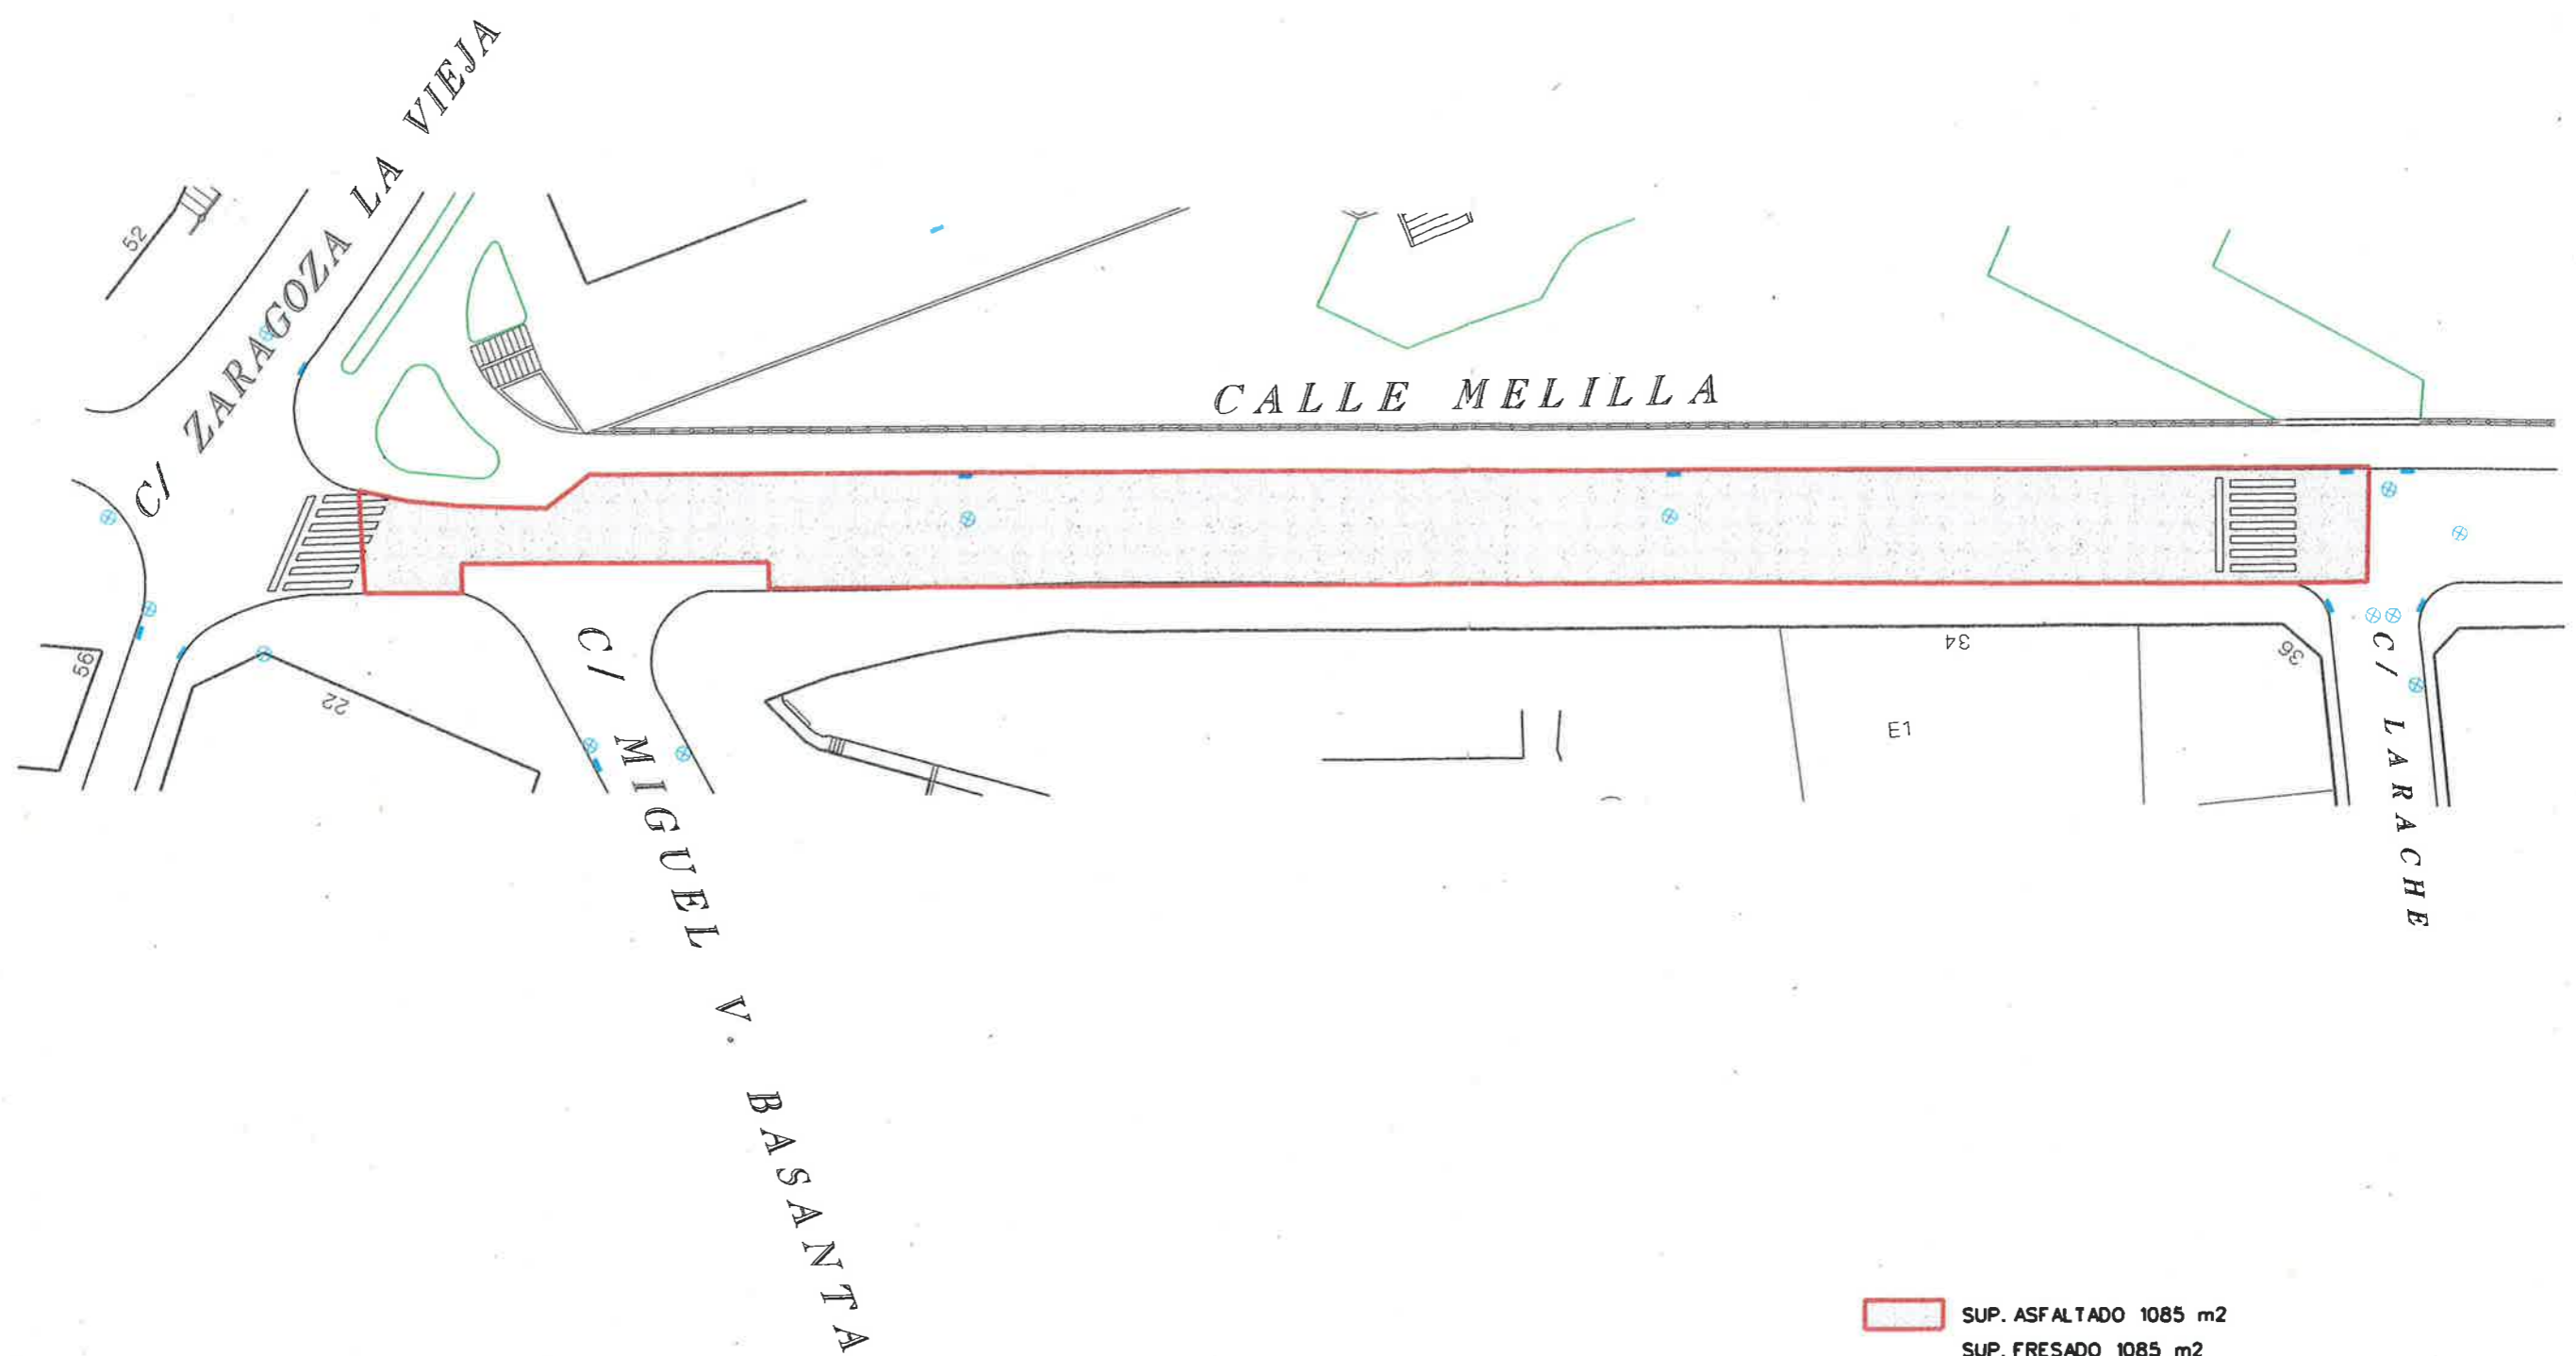 C/ ZARAGOZA LA VIEJA
52
CALLE MELILLA
56
22
C/ MIGUEL V. BASANTA
34
36
E1
C/ LARACHE
SUP. ASFALTADO 1085 m2
SUP. FRESADO 1085 m2